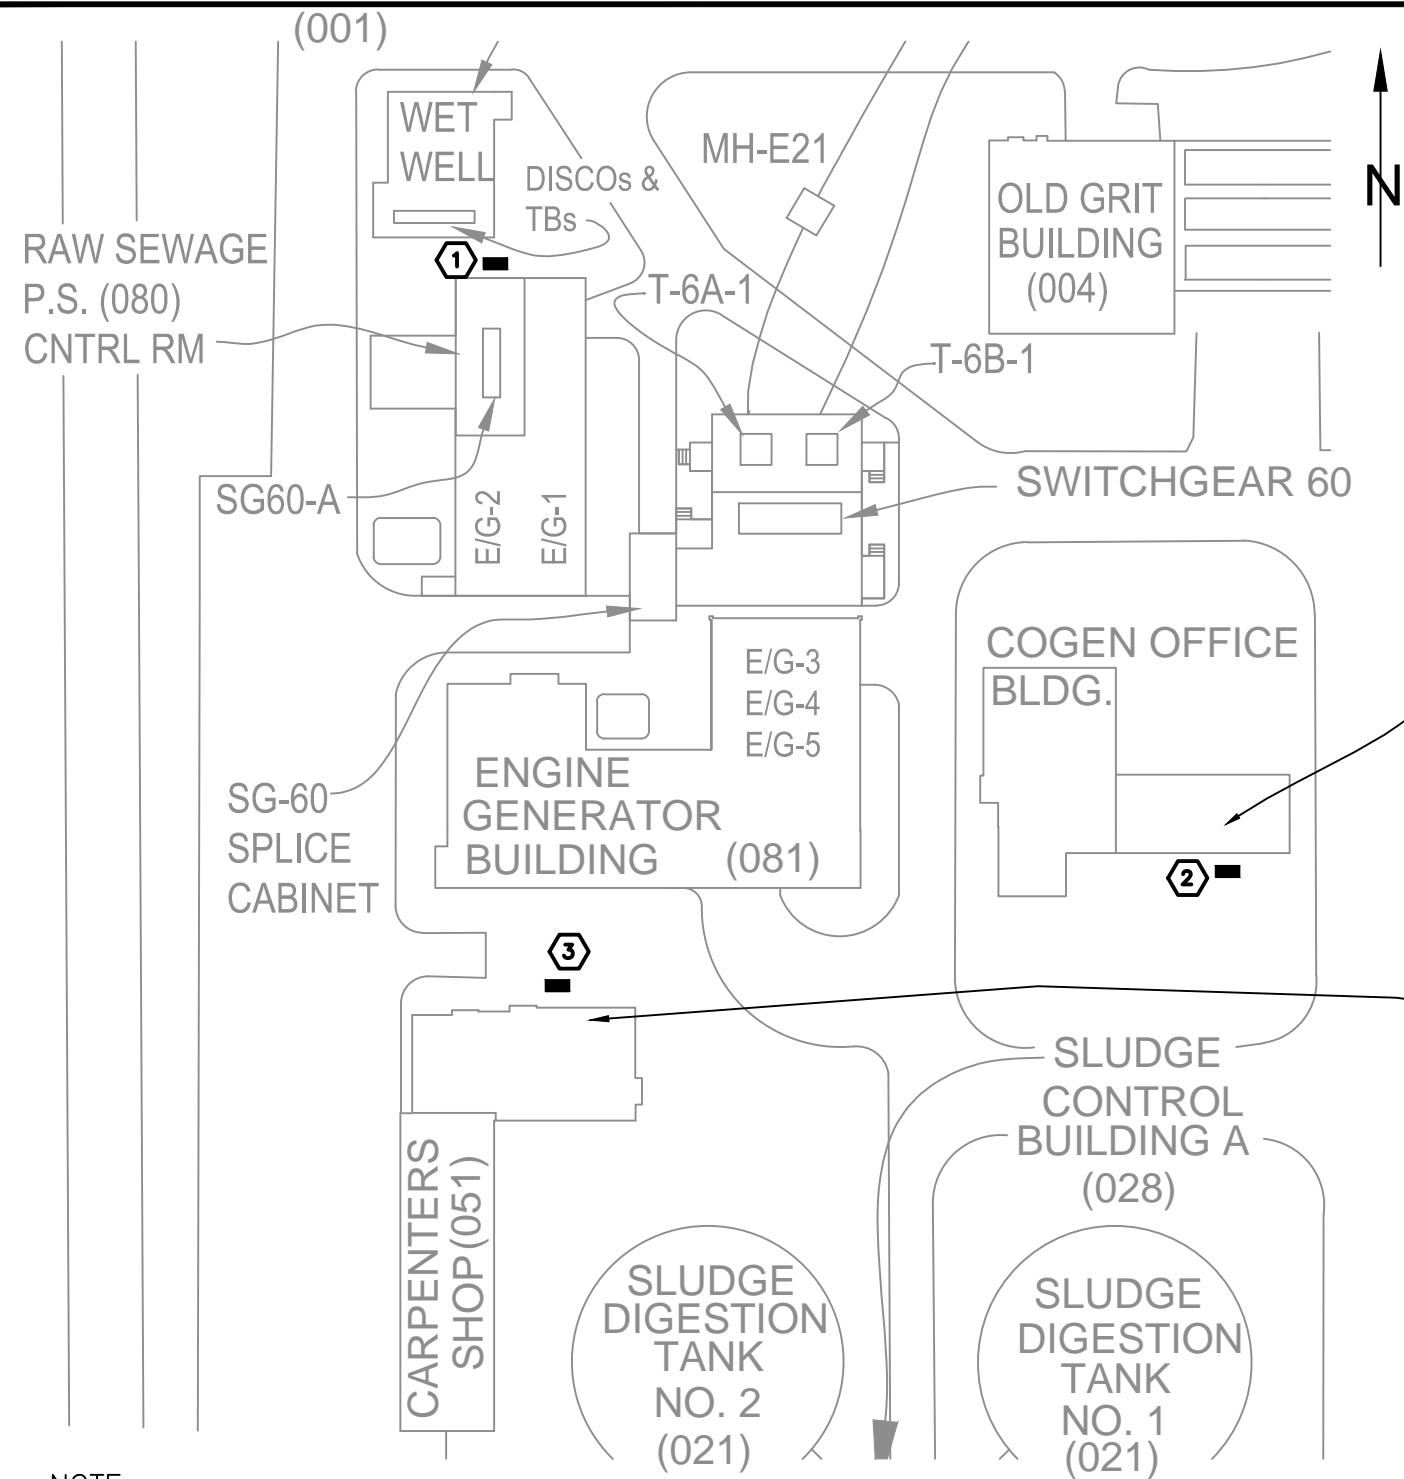 (001)
WET
WELL
DISCOs &
TBs
MH-E21
OLD GRIT
BUILDING
(004)
N
RAW SEWAGE
P.S. (080)
CNTRL RM
1
T-6A-1
T-6B-1
SG60-A
E/G-2
E/G-1
SWITCHGEAR 60
COGEN OFFICE
BLDG.
E/G-3
E/G-4
E/G-5
SG-60
SPLICE
CABINET
ENGINE
GENERATOR
BUILDING (081)
2
3
SLUDGE
CONTROL
BUILDING A
(028)
CARPENTERS
SHOP (051)
SLUDGE
DIGESTION
TANK
NO. 2
(021)
SLUDGE
DIGESTION
TANK
NO. 1
(021)
NOTE